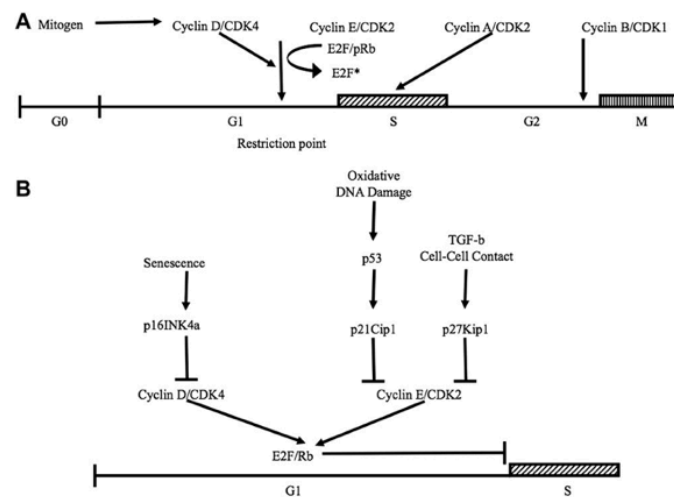 A
Mitogen
Cyclin D/CDK4
Cyclin E/CDK2
Cyclin A/CDK2
Cyclin B/CDK1
E2F/pRb
E2F*
G0
G1
S
G2
M
Restriction point
B
Oxidative
DNA Damage
p53
TGF-b
Cell-Cell Contact
Senescence
p16INK4a
p21Cip1
p27Kip1
Cyclin D/CDK4
Cyclin E/CDK2
E2F/Rb
G1
S